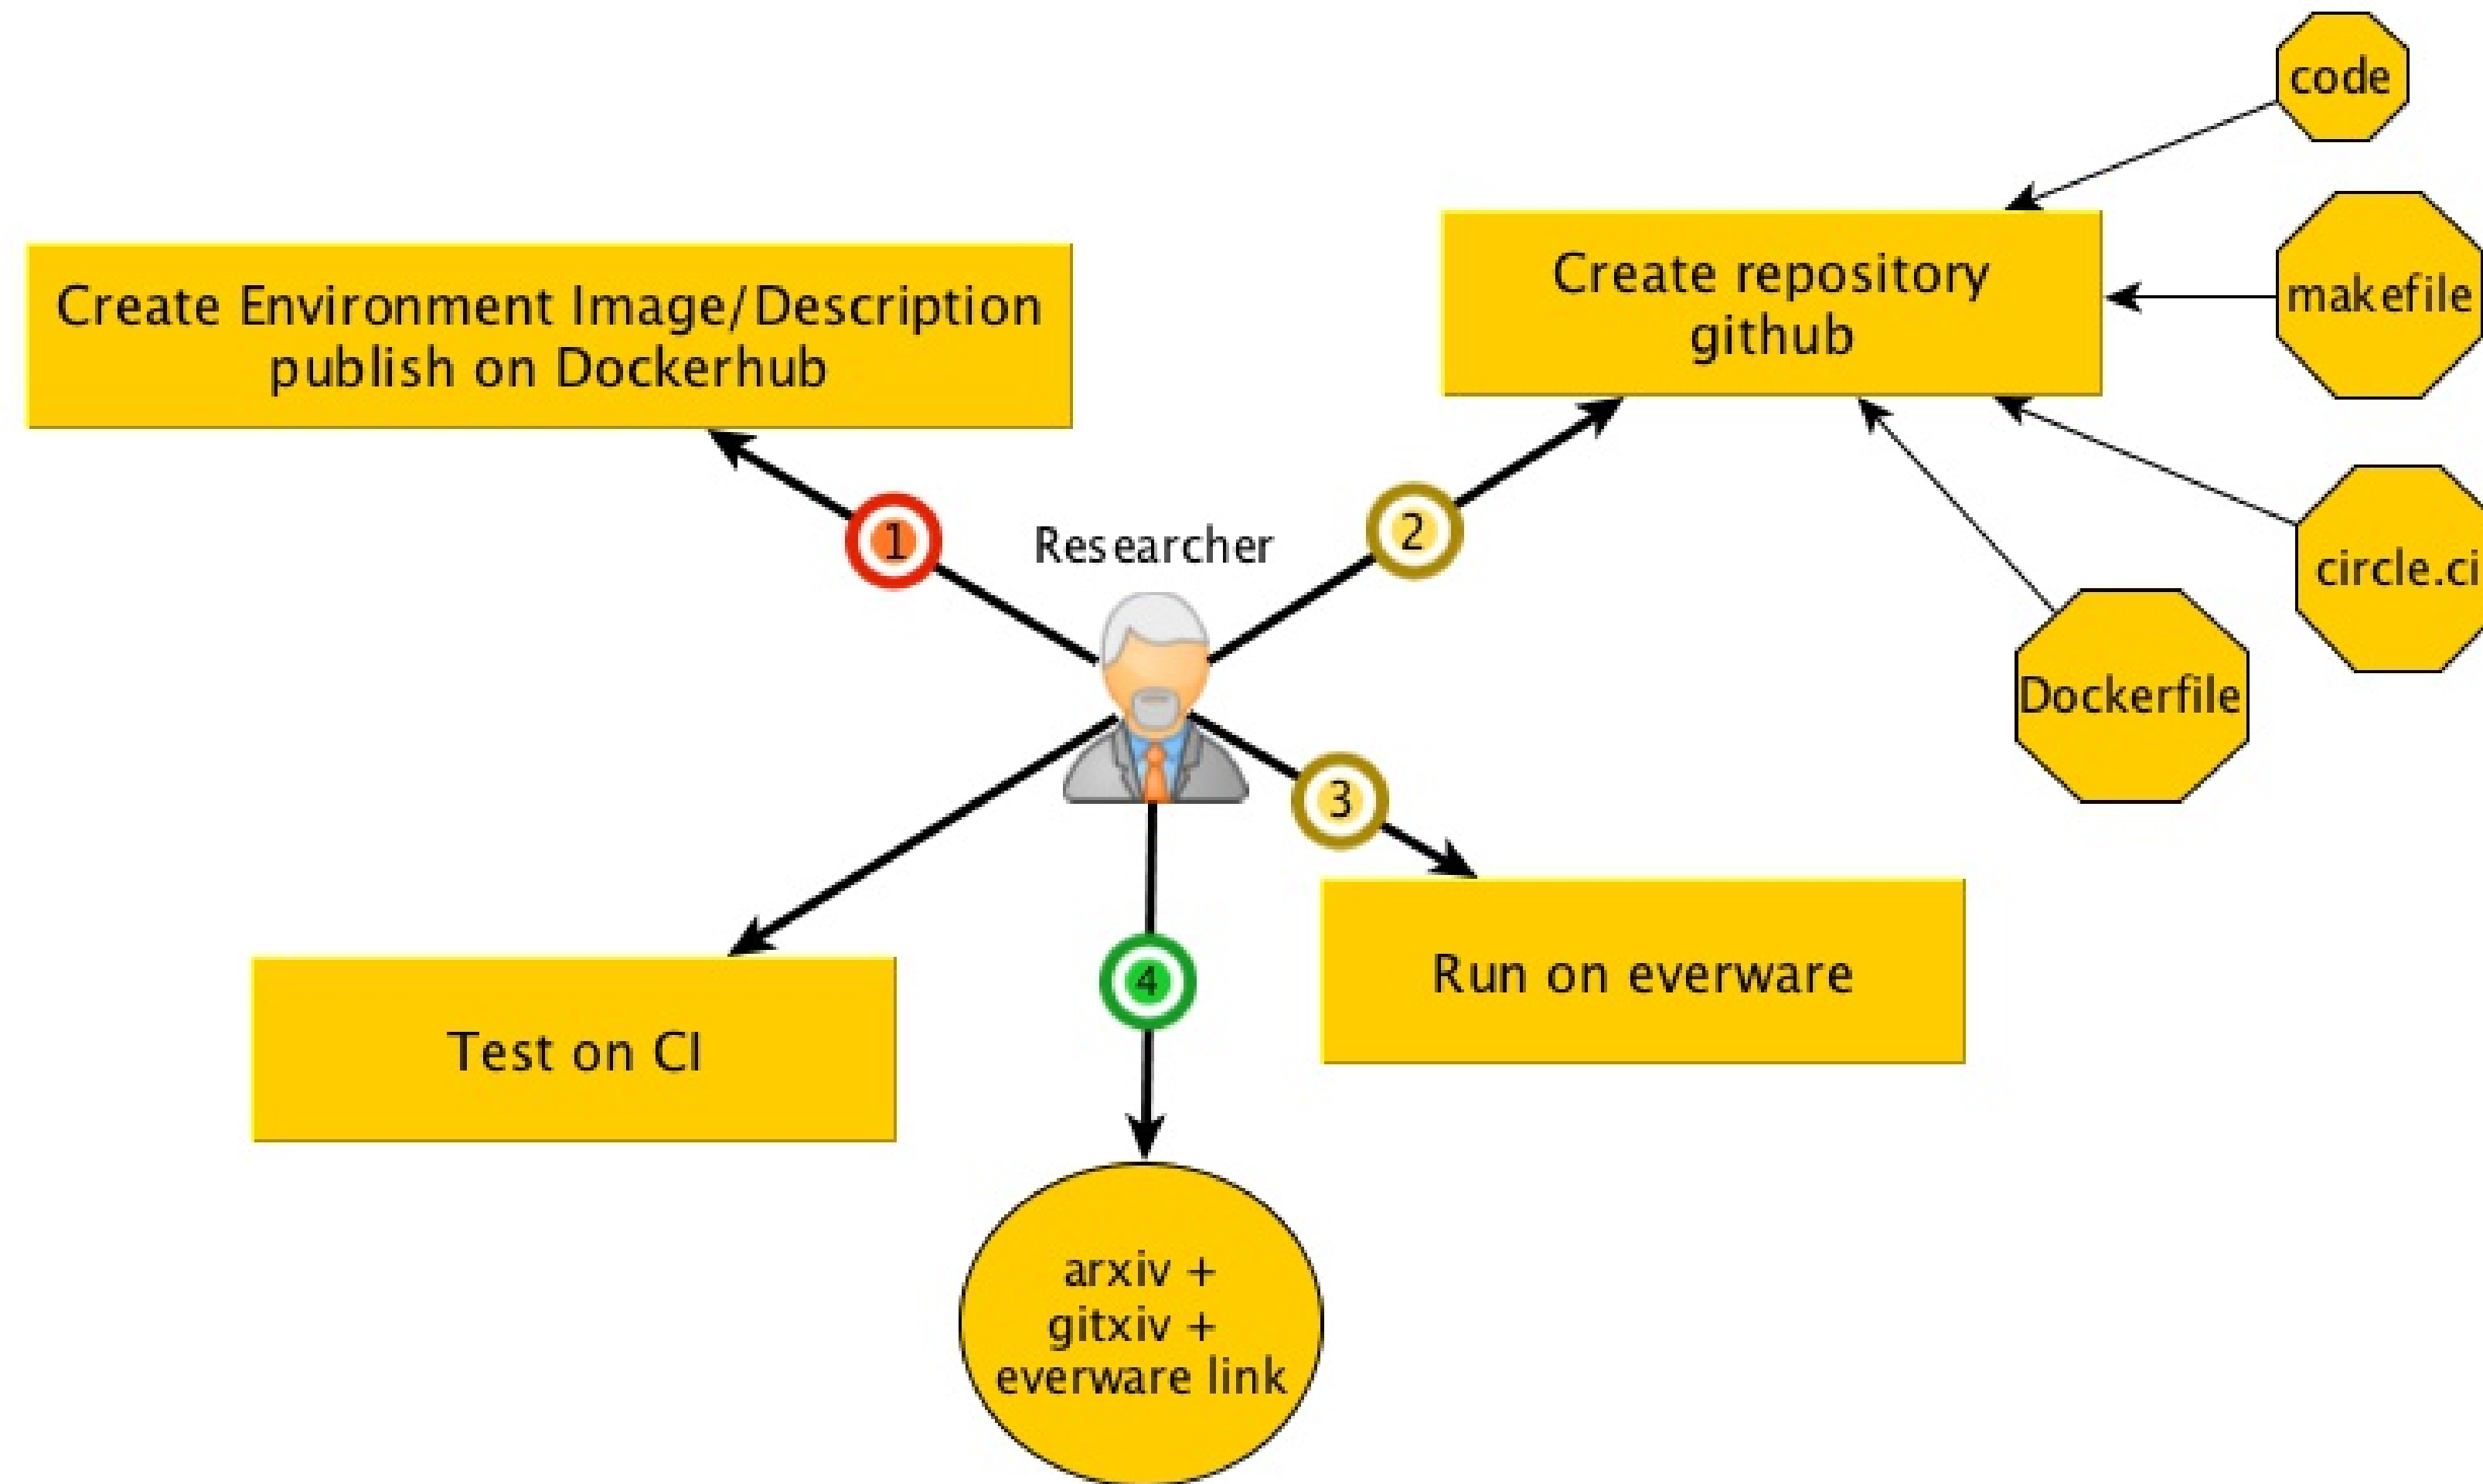 code
Create repository
github
makefile
Create Environment Image/Description
publish on Dockerhub
1
Researcher
2
circle.ci
Dockerfile
3
Run on everware
4
Test on CI
arxiv +
gitxiv +
everware link